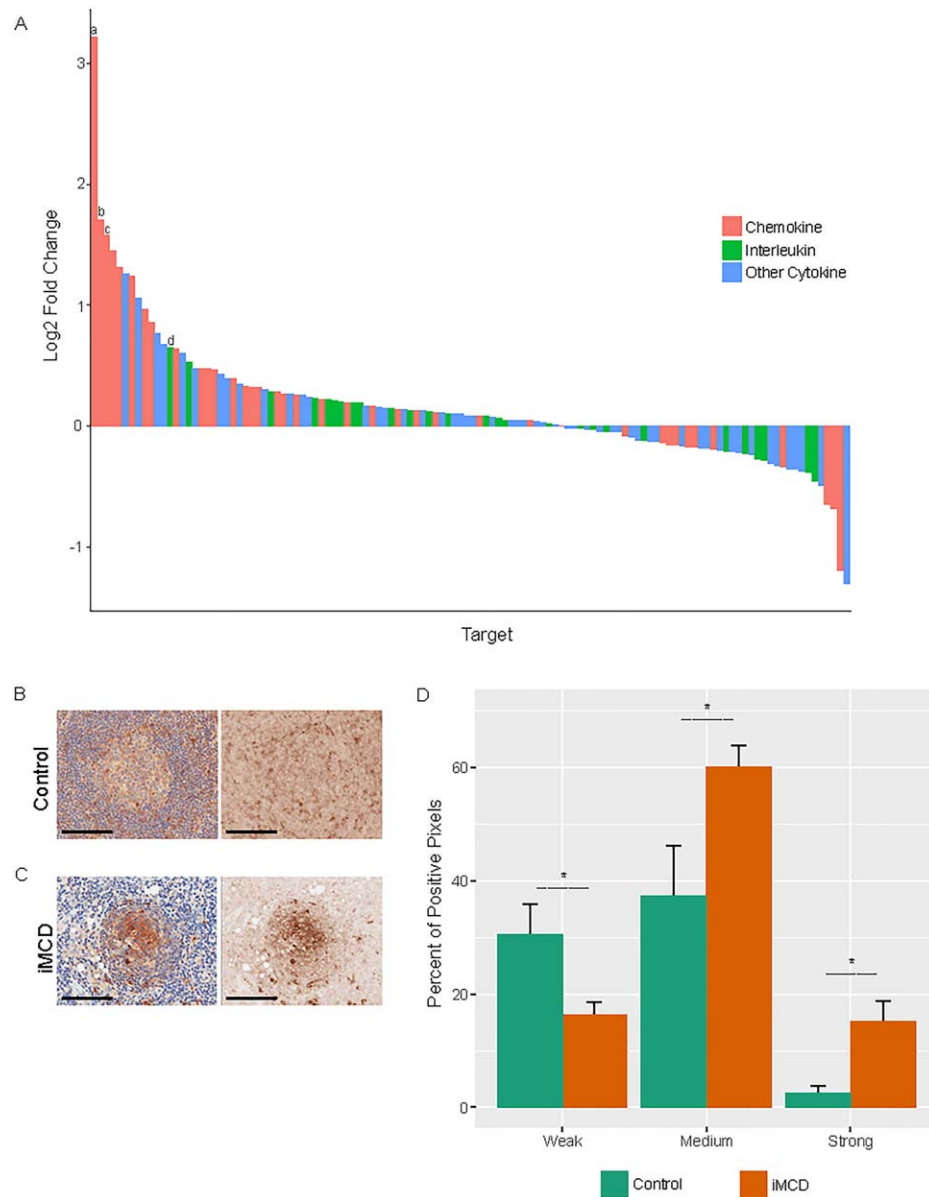 A
a
3
2
b
c
1
d
0
-1
Log2 Fold Change
Target
Chemokine
Interleukin
Other Cytokine
B
Control
C
iMCD
D
Percent of Positive Pixels
60
40
20
0
*
*
*
Weak Medium Strong
Control iMCD